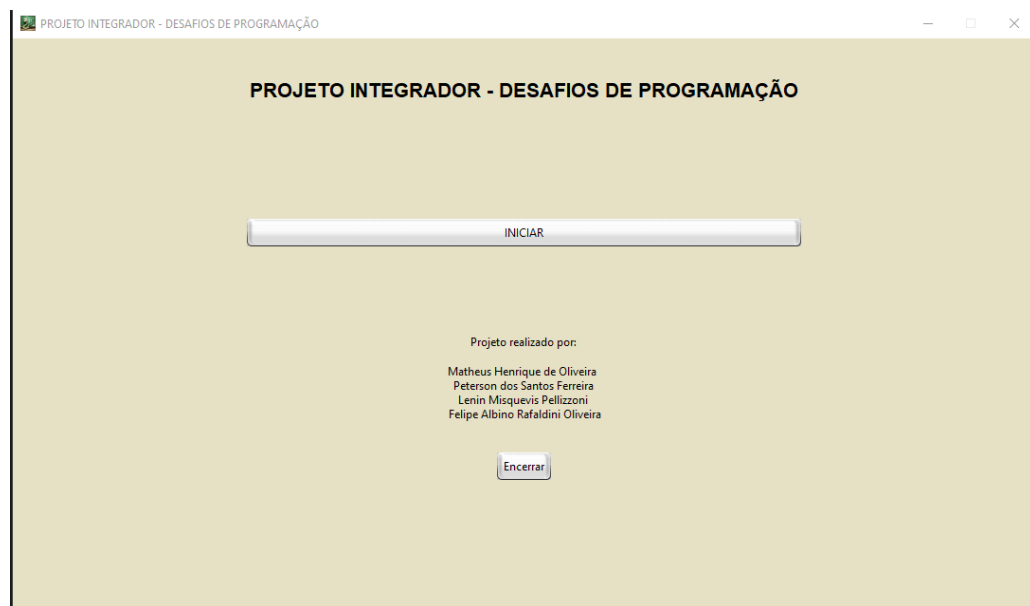 PROJETO INTEGRADOR - DESAFIOS DE PROGRAMAÇÃO
PROJETO INTEGRADOR - DESAFIOS DE PROGRAMAÇÃO
INICIAR
Projeto realizado por:
Matheus Henrique de Oliveira
Peterson dos Santos Ferreira
Lenin Misquevis Pellizzoni
Felipe Albino Rafaldini Oliveira
Encerrar